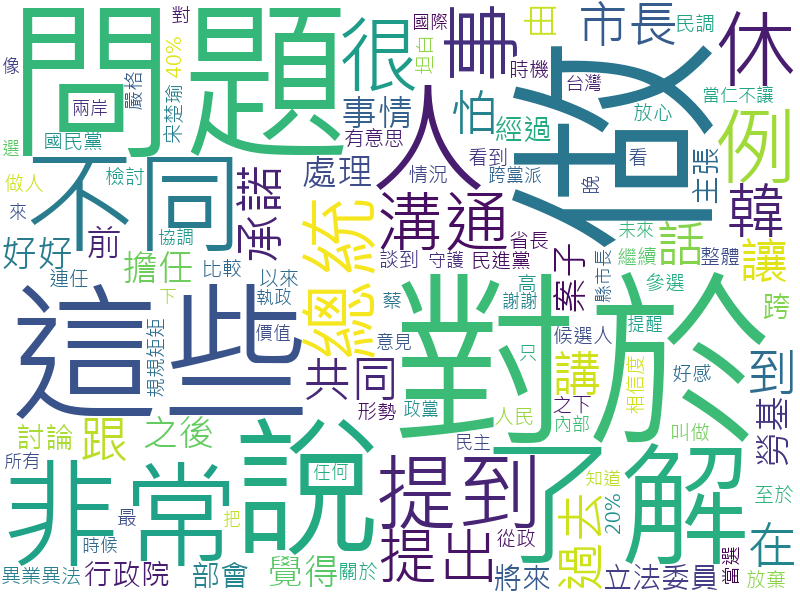 像
對
40%
國際
坦白
由
市長
民調
問題
很
事
休
嚴格
兩岸
宋楚瑜
時機
台灣
做
放心
當仁不讓
選
國民黨
事情
人
怕
有意思
經過
例
不同
做人
檢討
承諾
處理
情況
看到
跨黨派
估
晚
看
主張
來
前
溝通
韓
好好
協調
總統
省長
未來
話
讓
連任
擔任
比較
以來
談到
守護
民進黨
案子
縣市長
繼續
整體
下
執政
蔡
高
謝謝
參選
跨
這些
規規矩矩
價值
意見
對於
候選人
提醒
只
共同
講
相信度
好感
到
形勢
政黨
之下
人民
內部
勞基
討論
跟
之後
叫做
所有
說
民主
非常
任何
提到
了解
過去
知道
20%
至於
最
把
時候
提出
從政
在
異業異法
行政院
部會
覺得
關於
將來
立法委員
當選
放棄